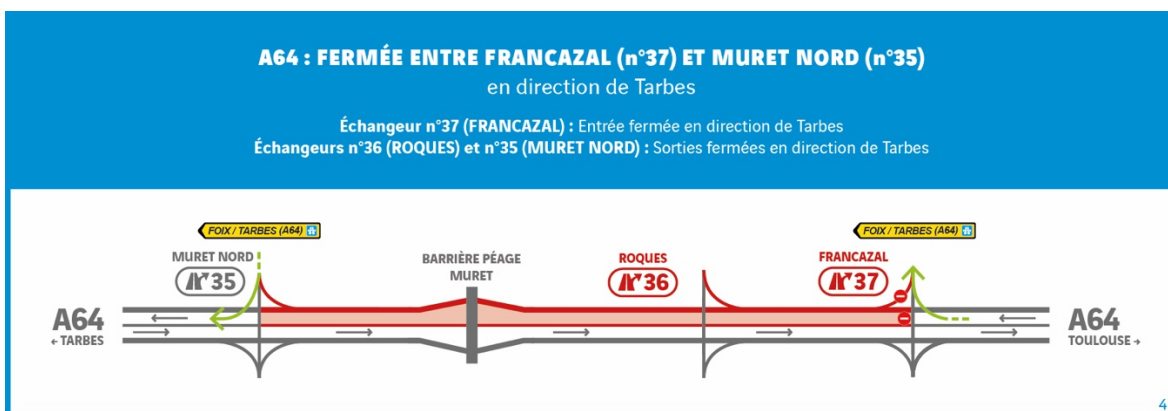 A64 : FERMÉE ENTRE FRANCAZAL (n°37) ET MURET NORD (n°35)
en direction de Tarbes
Échangeur n°37 (FRANCAZAL) : Entrée fermée en direction de Tarbes
Échangeurs n°36 (ROQUES) et n°35 (MURET NORD) : Sorties fermées en direction de Tarbes
FOIX / TARBES (A64)
FOIX / TARBES (A64)
MURET NORD
35
BARRIÈRE PÉAGE
MURET
ROQUES
36
FRANCAZAL
37
A64
← TARBES
A64
TOULOUSE →
4